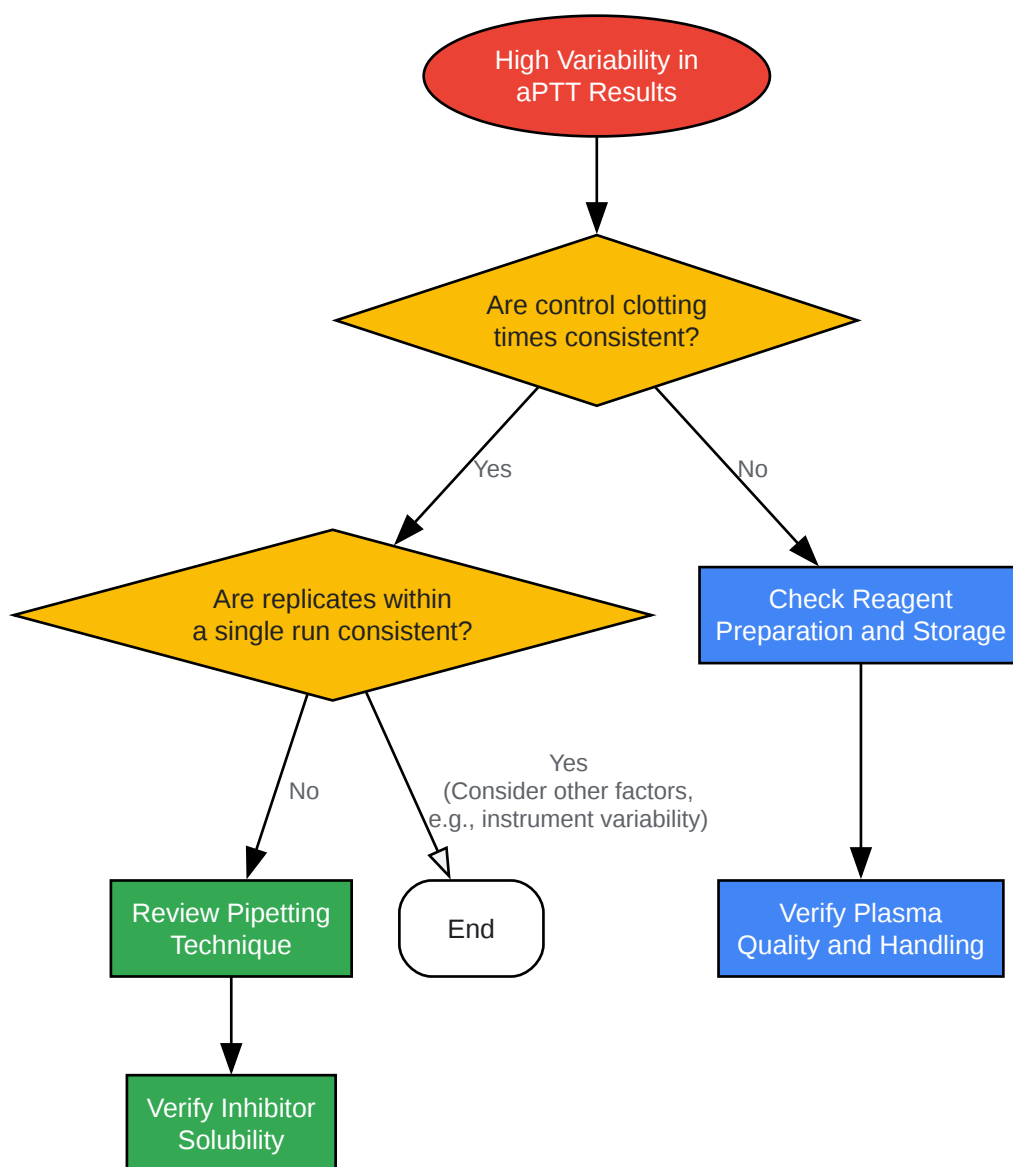 High Variability in
aPTT Results
Are control clotting
times consistent?
Yes
No
Are replicates within
a single run consistent?
Check Reagent
Preparation and Storage
No
Yes
(Consider other factors,
e.g., instrument variability)
Review Pipetting
Technique
End
Verify Plasma
Quality and Handling
Verify Inhibitor
Solubility